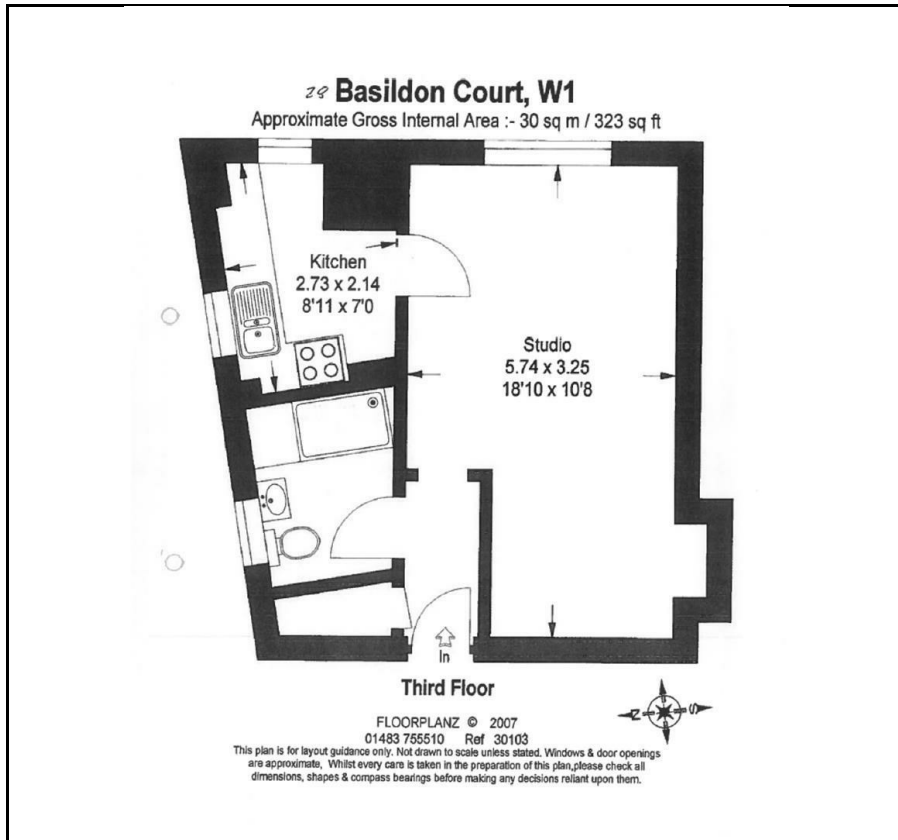 28 Basildon Court, W1
Approximate Gross Internal Area :- 30 sq m / 323 sq ft
Kitchen
2.73 x 2.14
8'11 x 7'0
Studio
5.74 x 3.25
18'10 x 10'8
In
Third Floor
N S
FLOORPLANZ © 2007
01483 755510 Ref 30103
This plan is for layout guidance only. Not drawn to scale unless stated. Windows & door openings
are approximate, Whilst every care is taken in the preparation of this plan,please check all
dimensions, shapes & compass bearings before making any decisions reliant upon them.